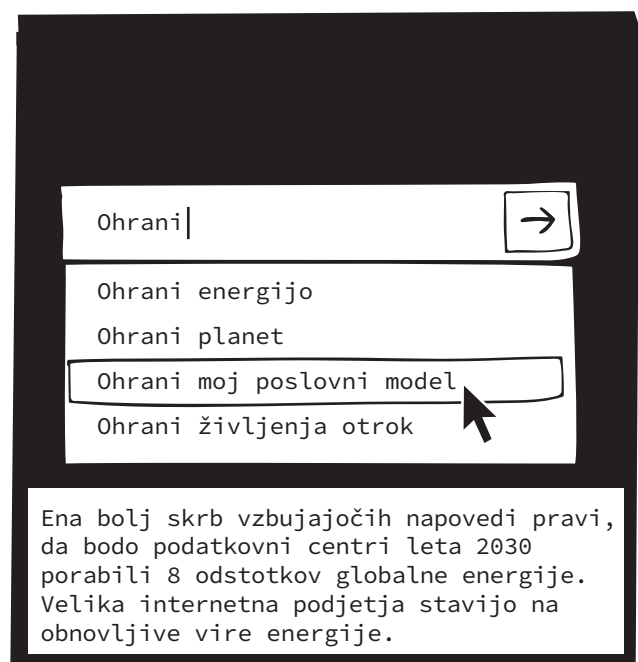 Ohrani
Ohrani energijo
Ohrani planet
Ohrani moj poslovni model
Ohrani življenja otrok
Ena bolj skrb vzbujajočih napovedi pravi,
da bodo podatkovni centri leta 2030
porabili 8 odstotkov globalne energije.
Velika internetna podjetja stavijo na
obnovljive vire energije.